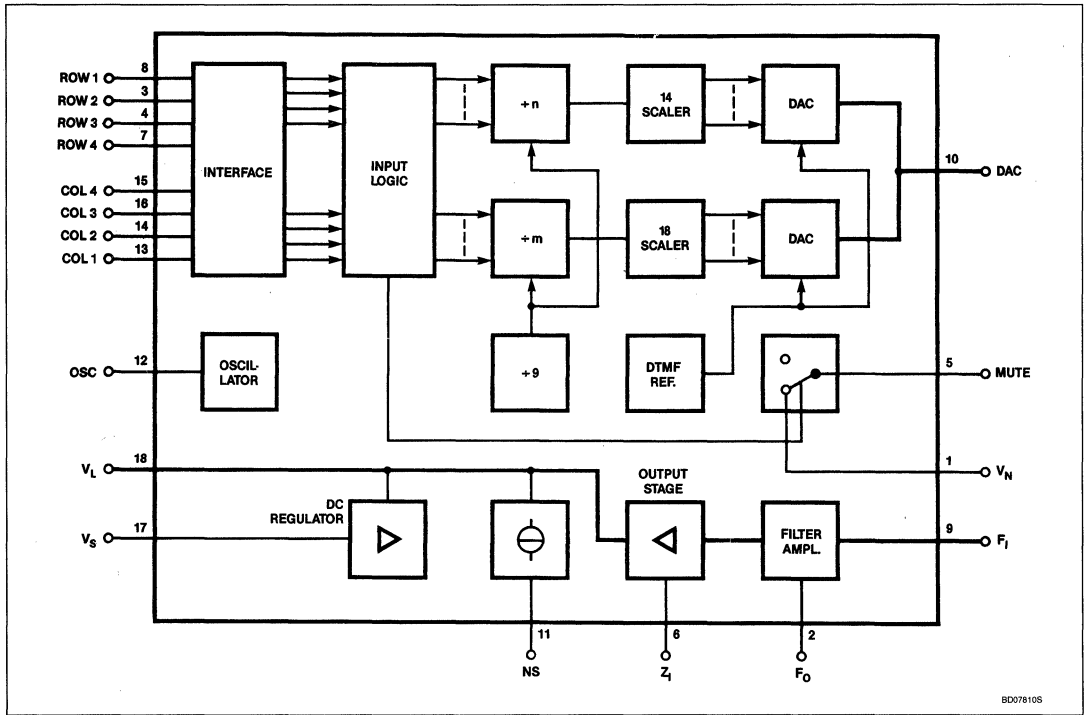 ROW 1
8
ROW 2
3
ROW 3
4
ROW 4
7
COL 4
15
COL 3
16
COL 2
14
COL 1
13
INTERFACE
INPUT
LOGIC
÷n
14
SCALER
DAC
10
DAC
÷m
18
SCALER
DAC
OSC
12
OSCIL-
LATOR
÷9
DTMF
REF.
5
MUTE
VL
18
1
VN
VS
17
DC
REGULATOR
OUTPUT
STAGE
FILTER
AMPL.
9
FI
11
NS
6
ZI
2
FO
BD07810S